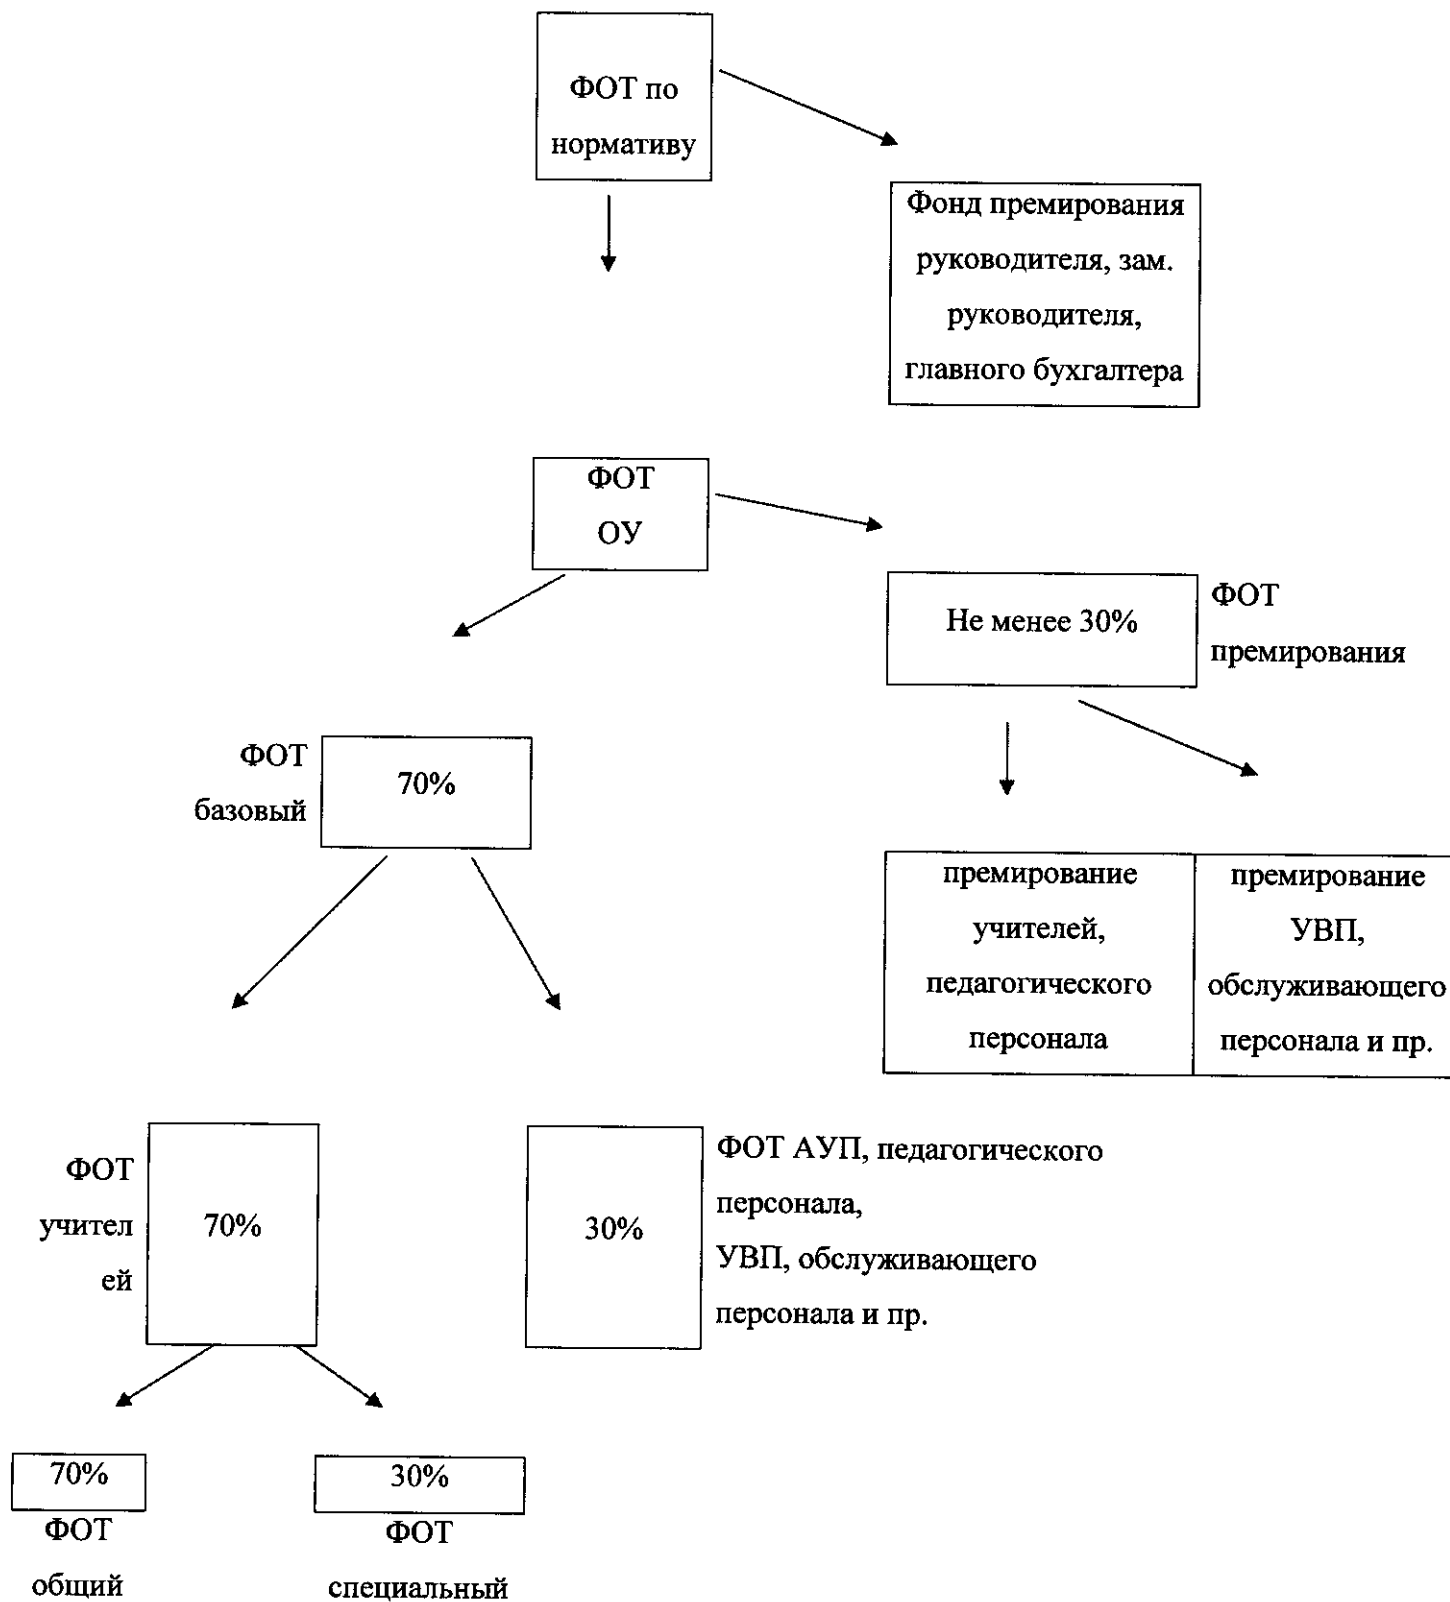 ФОТ по
нормативу
Фонд премирования
руководителя, зам.
руководителя,
главного бухгалтера
ФОТ
ОУ
Не менее 30%
ФОТ
премирования
ФОТ
базовый
70%
премирование
учителей,
педагогического
персонала
премирование
УВП,
обслуживающего
персонала и пр.
ФОТ
учител
ей
70%
30%
ФОТ АУП, педагогического
персонала,
УВП, обслуживающего
персонала и пр.
70%
ФОТ
общий
30%
ФОТ
специальный